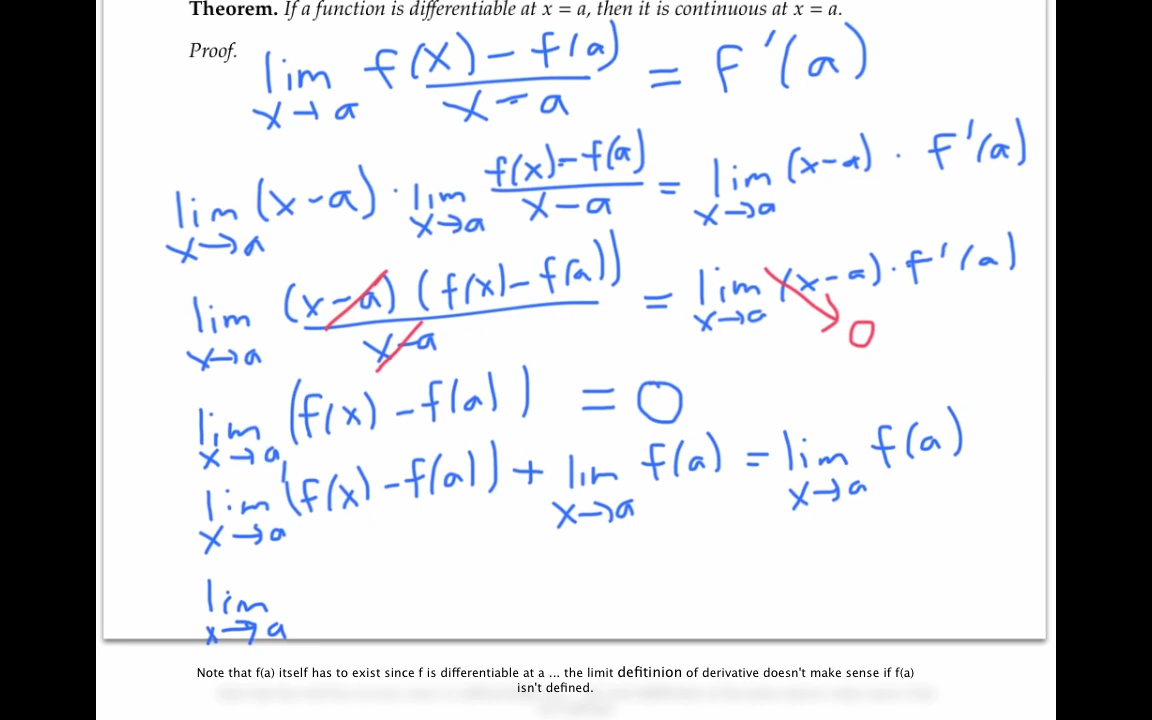 Theorem. If a function is differentiable at x = a, then it is continuous at x = a.
Prof.
lim x→a f(x) − f(a) / x − a = f'(a)
lim x→a (x−a) · lim x→a f(x)−f(a) / x−a = lim x→a (x−a) · f'(a)
lim x→a (x−a) (f(x)−f(a)) / x−a = lim x→a (x−a) · f'(a)
0
lim x→a (f(x) − f(a)) = 0
lim x→a (f(x) − f(a)) + lim x→a f(a) = lim x→a f(a)
lim x→a
Note that f(a) itself has to exist since f is differentiable at a ... the limit defitinion of derivative doesn't make sense if f(a)
isn't defined.